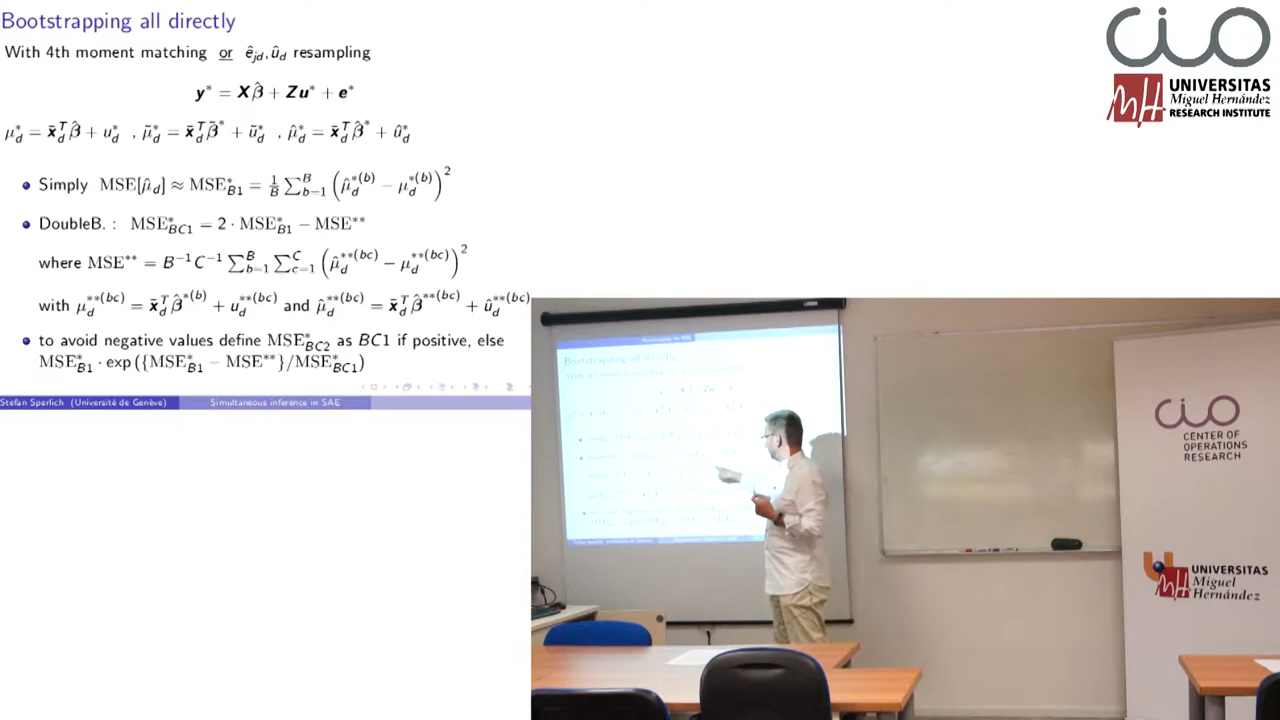 Bootstrapping all directly
With 4th moment matching or ê_jd, û_d resampling
y* = Xβ̂ + Zu* + e*
μ*_d = x̄_d^T β̂ + u*_d , μ̃*_d = x̄_d^T β̃* + ũ*_d , μ̂*_d = x̄_d^T β̂* + û*_d
Simply MSE[μ̂_d] ≈ MSE*_B1 = 1/B ∑_{b=1}^B (μ̂_d^{*(b)} − μ_d^{*(b)})^2
DoubleB. : MSE*_BC1 = 2 · MSE*_B1 − MSE**
where MSE** = B^{−1}C^{−1} ∑_{b=1}^B ∑_{c=1}^C (μ̂_d^{**(bc)} − μ_d^{**(bc)})^2
with μ_d^{**(bc)} = x̄_d^T β̂^{*(b)} + u_d^{**(bc)} and μ̂_d^{**(bc)} = x̄_d^T β̂^{**(bc)} + û_d^{**(bc)}
to avoid negative values define MSE*_BC2 as BC1 if positive, else
MSE*_B1 · exp ({MSE*_B1 − MSE**}/MSE*_BC1)
Stefan Sperlich (Université de Genève) Simultaneous inference in SAE
CIO
UNIVERSITAS
Miguel Hernández
RESEARCH INSTITUTE
Bootstrapping all directly
CIO
CENTER OF
OPERATIONS
RESEARCH
UNIVERSITAS
Miguel
Hernández